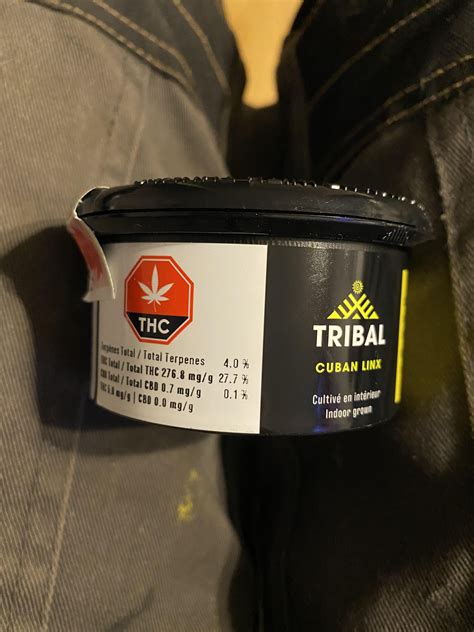 THC
Terpènes Total / Total Terpenes 4.0 %
THC Total / Total THC 276.8 mg/g 27.7 %
CBD Total / Total CBD 0.7 mg/g 0.1 %
mg/g | CBD 0.0 mg/g
TRIBAL
CUBAN LINX
Cultivé en intérieur
Indoor grown